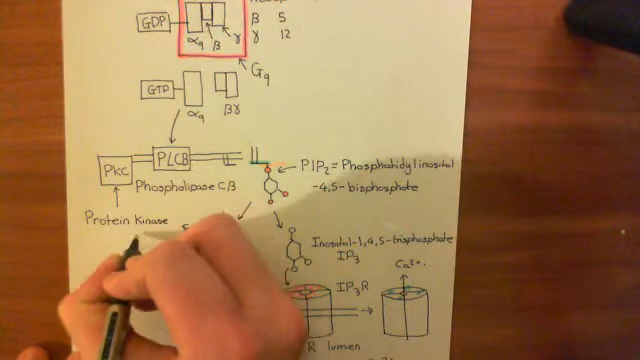 GDP
β 5
γ 12
αq β γ
Gq
GTP
αq βγ
PLCβ
PKC
Phospholipase Cβ
PIP2 = Phosphatidylinositol
-4,5-bisphosphate
Protein Kinase
Inositol-1,4,5-trisphosphate
IP3
Ca2+
IP3R
lumen